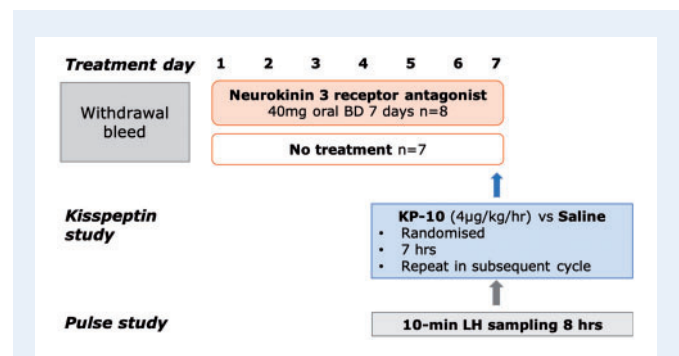 Treatment day 1 2 3 4 5 6 7
Withdrawal
bleed
Neurokinin 3 receptor antagonist
40mg oral BD 7 days n=8
No treatment n=7
Kisspeptin
study
KP-10 (4µg/kg/hr) vs Saline
• Randomised
• 7 hrs
• Repeat in subsequent cycle
Pulse study
10-min LH sampling 8 hrs